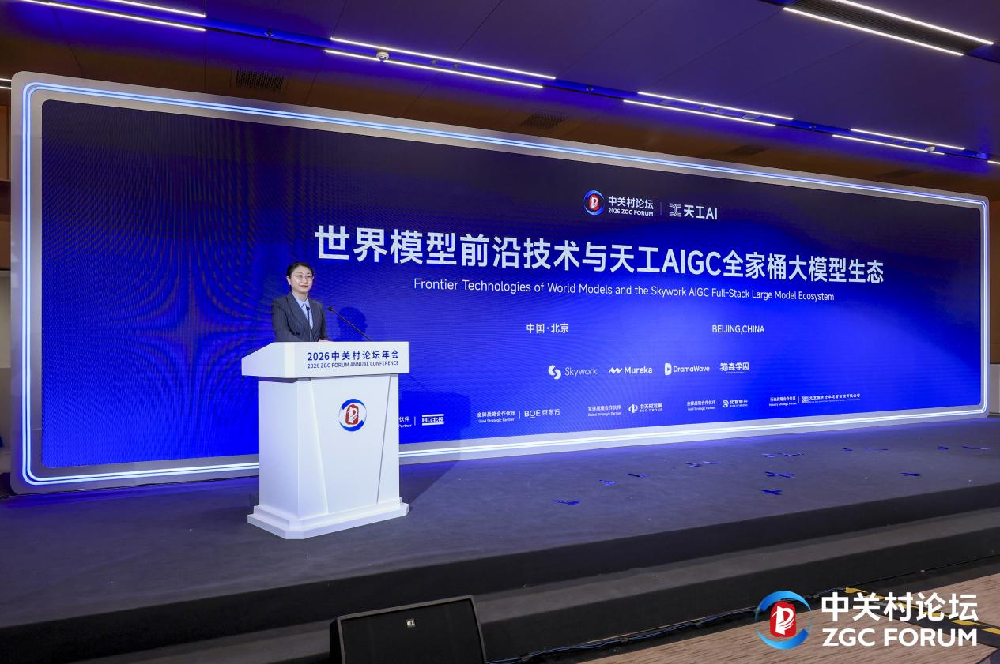 中关村论坛
2026 ZGC FORUM
天工AI
世界模型前沿技术与天工AIGC全家桶大模型生态
Frontier Technologies of World Models and the Skywork AIGC Full-Stack Large Model Ecosystem
中国·北京
BEIJING,CHINA
Skywork
Mureka
DramaWave
2026中关村论坛年会
2026 ZGC FORUM ANNUAL CONFERENCE
伙伴
Partner
BG北控
金牌战略合作伙伴
Gold Strategic Partner
BOE京东方
全球战略合作伙伴
Global Strategic Partner
中关村发展
ZGC GROUP
金牌战略合作伙伴
Gold Strategic Partner
北京银行
BANK OF BEIJING
行业战略合作伙伴
Industry Strategic Partner
中关村论坛
ZGC FORUM